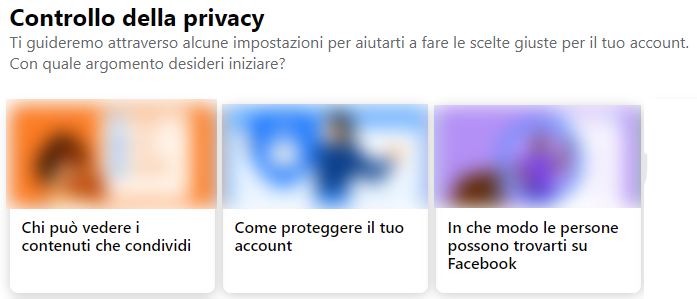 Controllo della privacy
Ti guideremo attraverso alcune impostazioni per aiutarti a fare le scelte giuste per il tuo account.
Con quale argomento desideri iniziare?
Chi può vedere i
contenuti che condividi
Come proteggere il tuo
account
In che modo le persone
possono trovarti su
Facebook